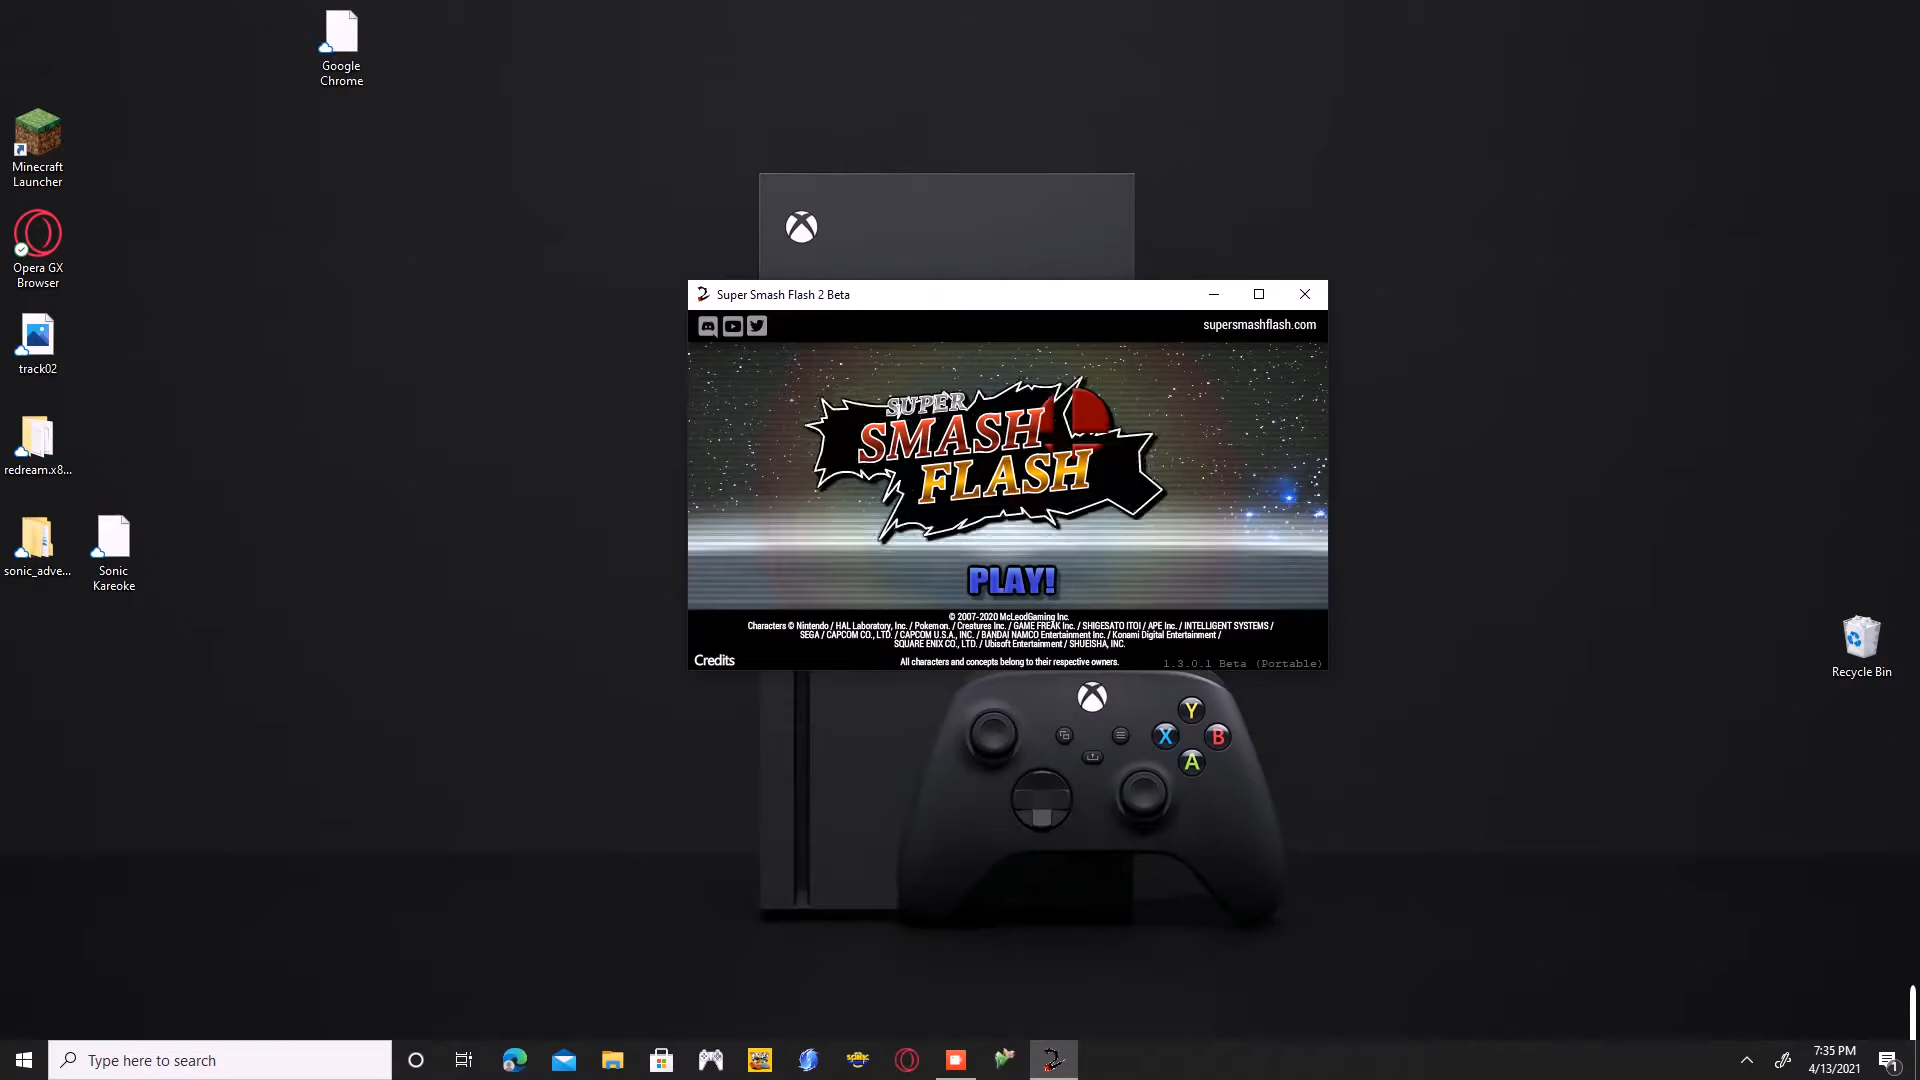 Google
Chrome
Minecraft
Launcher
Opera GX
Browser
track02
redream.x8...
sonic_adve...
Sonic
Kareoke
Super Smash Flash 2 Beta
supersmashflash.com
SUPER
SMASH
FLASH
PLAY!
© 2007-2020 McLeodGaming Inc.
Characters © Nintendo / HAL Laboratory, Inc. / Pokemon. / Creatures Inc. / GAME FREAK Inc. / SHIGESATO ITOI / APE Inc. / INTELLIGENT SYSTEMS /
SEGA / CAPCOM CO., LTD. / CAPCOM U.S.A., INC. / BANDAI NAMCO Entertainment Inc. / Konami Digital Entertainment /
SQUARE ENIX CO., LTD. / Ubisoft Entertainment / SHUEISHA, INC.
Credits
All characters and concepts belong to their respective owners.
1.3.0.1 Beta (Portable)
Y
X
B
A
Recycle Bin
Type here to search
SONIC
7:35 PM
4/13/2021
1